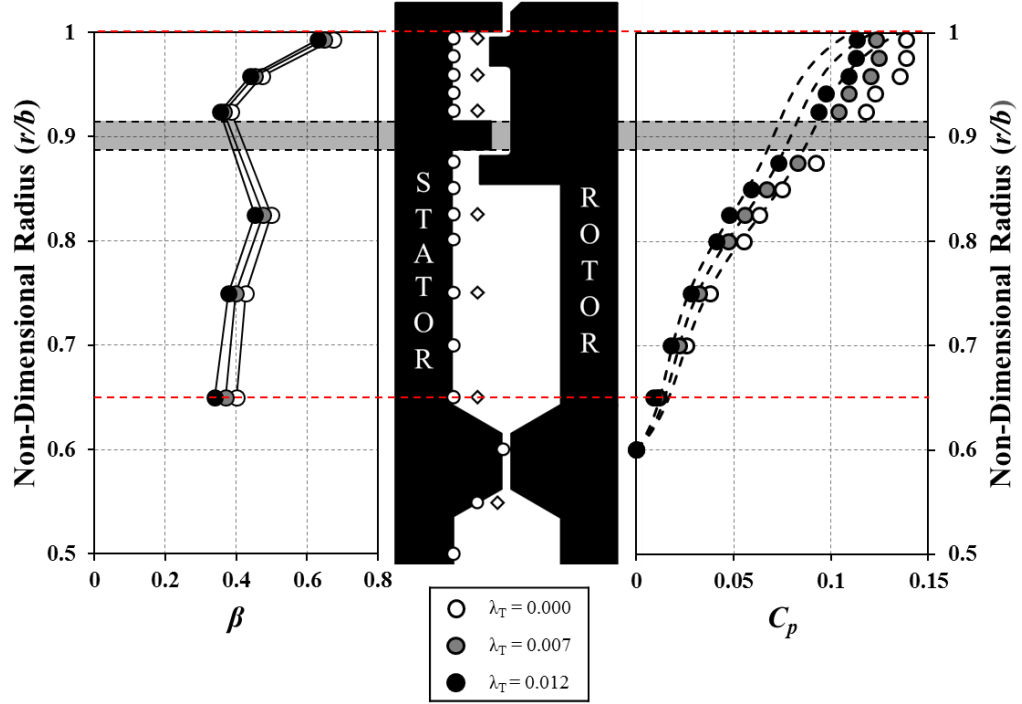 Non-Dimensional Radius (r/b)
1
0.9
0.8
0.7
0.6
0.5
0
0.2
0.4
0.6
0.8
β
STATOR
ROTOR
1
0.9
0.8
0.7
0.6
0.5
0
0.05
0.1
0.15
Cp
Non-Dimensional Radius (r/b)
λT = 0.000
λT = 0.007
λT = 0.012